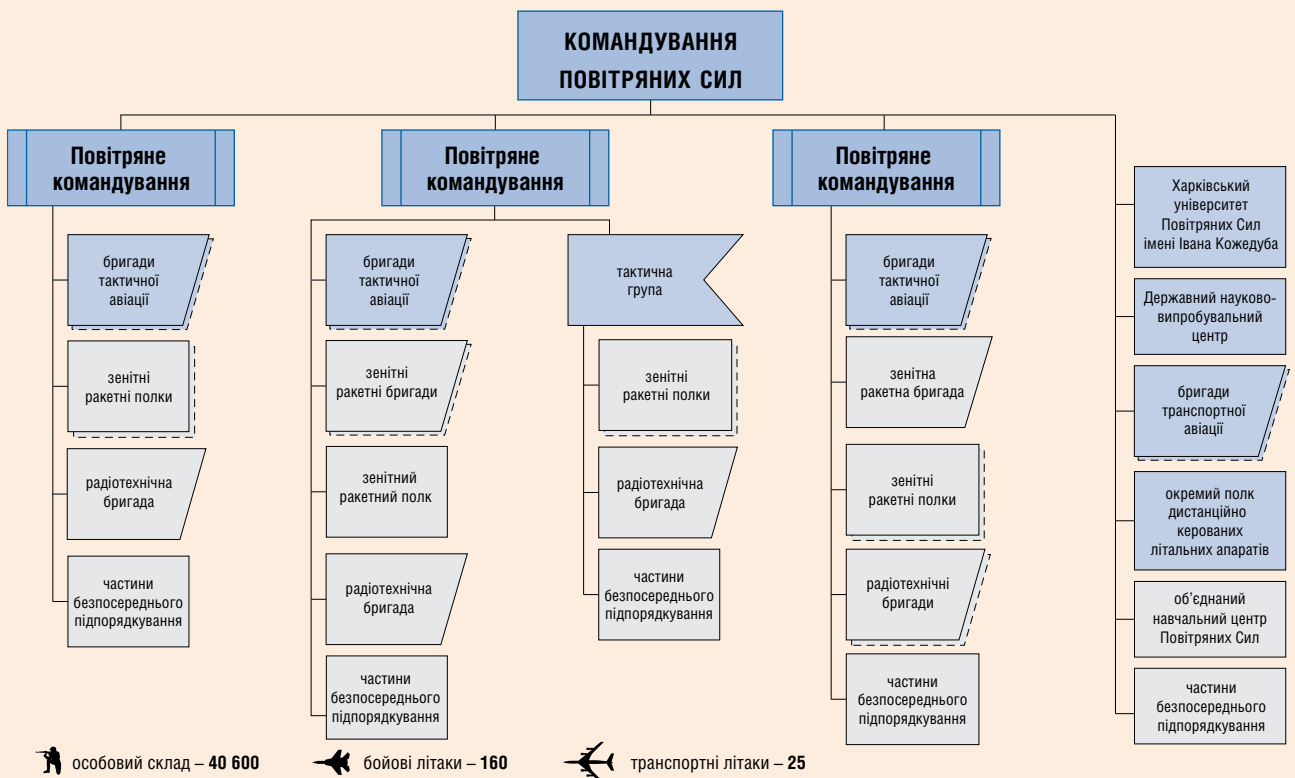 КОМАНДУВАННЯ
ПОВІТРЯНИХ СИЛ
Повітряне
командування
бригади
тактичної
авіації
зенітні
ракетні полки
радіотехнічна
бригада
частини
безпосереднього
підпорядкування
Повітряне
командування
бригади
тактичної
авіації
зенітні
ракетні бригади
зенітний
ракетний полк
радіотехнічна
бригада
частини
безпосереднього
підпорядкування
тактична
група
зенітні
ракетні полки
радіотехнічна
бригада
частини
безпосереднього
підпорядкування
Повітряне
командування
бригади
тактичної
авіації
зенітна
ракетна бригада
зенітні
ракетні полки
радіотехнічні
бригади
частини
безпосереднього
підпорядкування
Харківський
університет
Повітряних Сил
імені Івана Кожедуба
Державний науково-
випробувальний
центр
бригади
транспортної
авіації
окремий полк
дистанційно
керованих
літальних апаратів
об’єднаний
навчальний центр
Повітряних Сил
частини
безпосереднього
підпорядкування
особовий склад – 40 600
бойові літаки – 160
транспортні літаки – 25